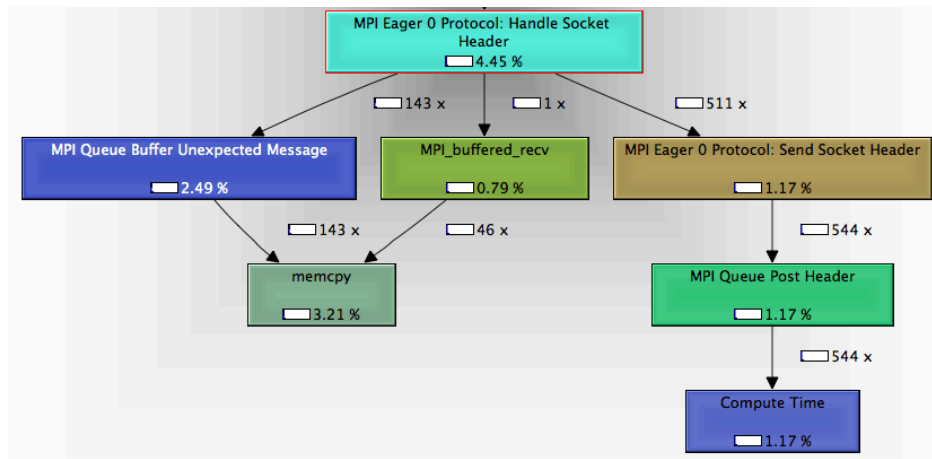 MPI Eager 0 Protocol: Handle Socket
Header
4.45 %
143 x
1 x
511 x
MPI Queue Buffer Unexpected Message
2.49 %
MPI_buffered_recv
0.79 %
MPI Eager 0 Protocol: Send Socket Header
1.17 %
143 x
46 x
544 x
memcpy
3.21 %
MPI Queue Post Header
1.17 %
544 x
Compute Time
1.17 %